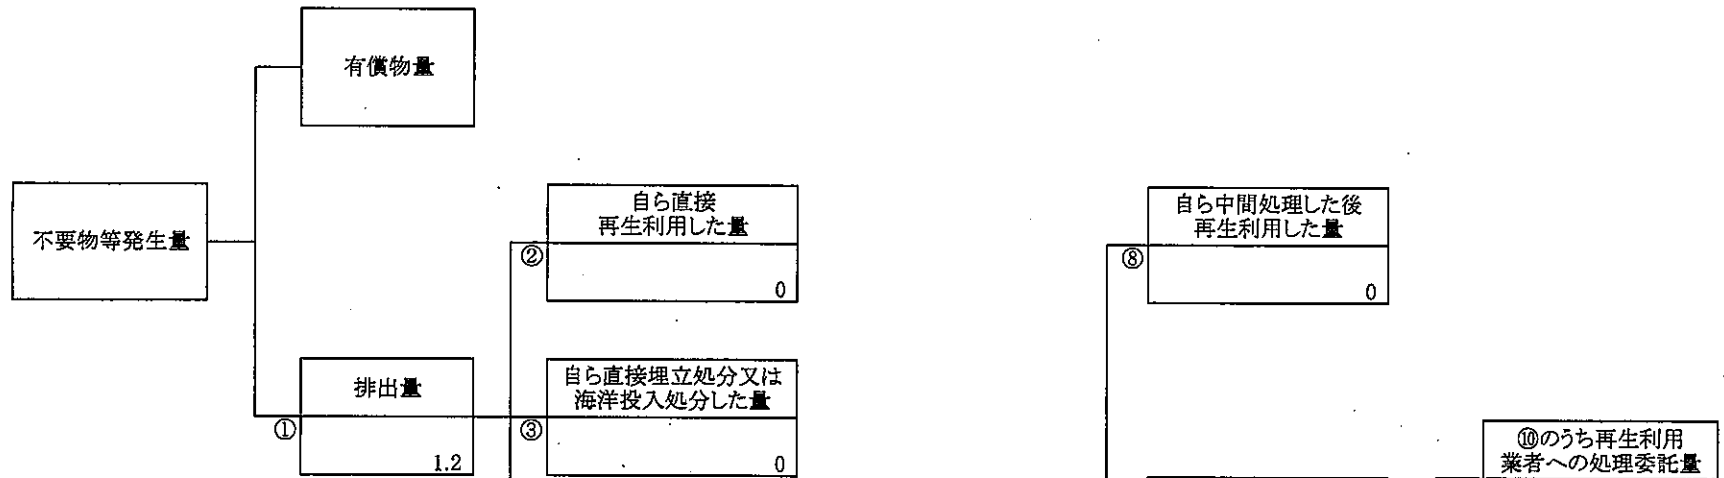 有償物量
不要物等発生量
自ら直接
再生利用した量
②
0
自ら中間処理した後
再生利用した量
⑧
0
排出量
①
1.2
自ら直接埋立処分又は
海洋投入処分した量
③
0
⑩のうち再生利用
業者への処理委託量